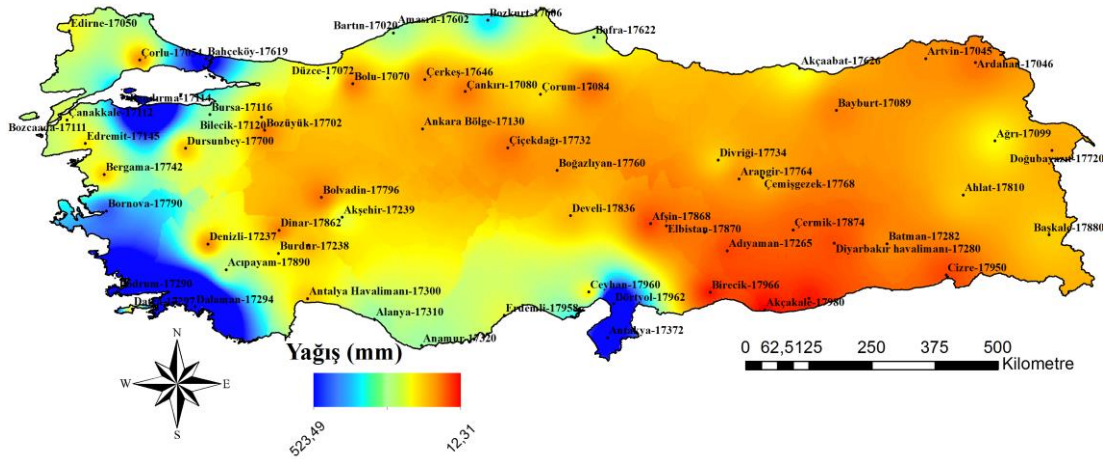 Edirne-17050
Çorlu-17054
Bahçeköy-17619
Bartın-17020
Amasra-17602
Bozkurt-17606
Bafra-17622
Akçaabat-17626
Artvin-17045
Ardahan-17046
Düzce-17072
Bolu-17070
Çerkeş-17646
Çankırı-17080
Çorum-17084
Bayburt-17089
Çanakkale-17112
Bozcaada-17111
Edremit-17145
Bursa-17116
Bilecik-17120
Bozüyük-17702
Dursunbey-17700
Ankara Bölge-17130
Çiçekdağı-17732
Boğazlıyan-17760
Divriği-17734
Ağrı-17099
Doğubayazıt-17720
Bergama-17742
Arapgir-17764
Çemişgezek-17768
Ahlat-17810
Bornova-17790
Bolvadin-17796
Akşehir-17239
Develi-17836
Afşin-17868
Elbistan-17870
Çermik-17874
Başkale-17880
Denizli-17237
Dinar-17862
Burdur-17238
Acıpayam-17890
Adıyaman-17265
Batman-17282
Diyarbakır havalimanı-17280
Cizre-17950
Bodrum-17290
Dalaman-17294
Antalya Havalimanı-17300
Alanya-17310
Anamur-17320
Erdemli-17958
Ceyhan-17960
Dörtyol-17962
Antakya-17372
Birecik-17966
Akçakale-17980
N
W
E
S
Yağış (mm)
523,49
12,31
0 62,5125 250 375 500
Kilometre